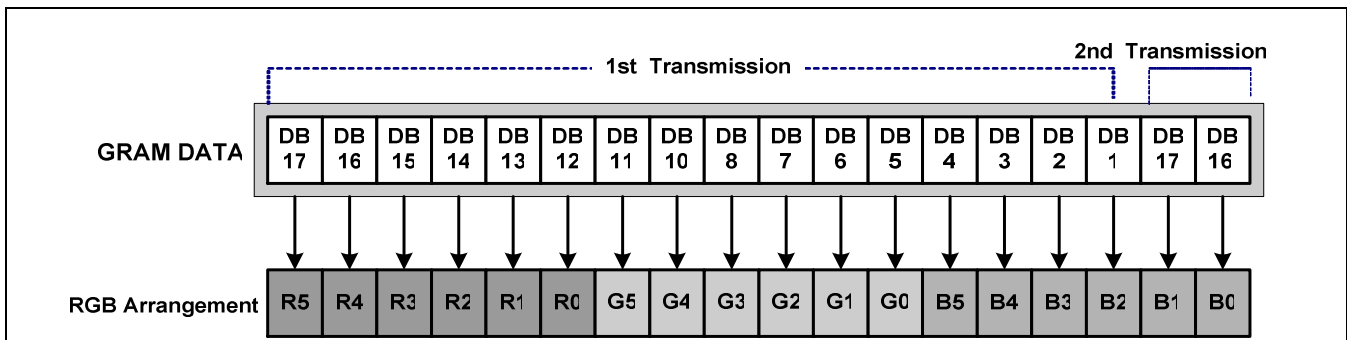 2nd Transmission
1st Transmission
GRAM DATA
DB DB DB DB DB DB DB DB DB DB DB DB DB DB DB DB DB DB
17 16 15 14 13 12 11 10 8 7 6 5 4 3 2 1 17 16
RGB Arrangement R5 R4 R3 R2 R1 R0 G5 G4 G3 G2 G1 G0 B5 B4 B3 B2 B1 B0